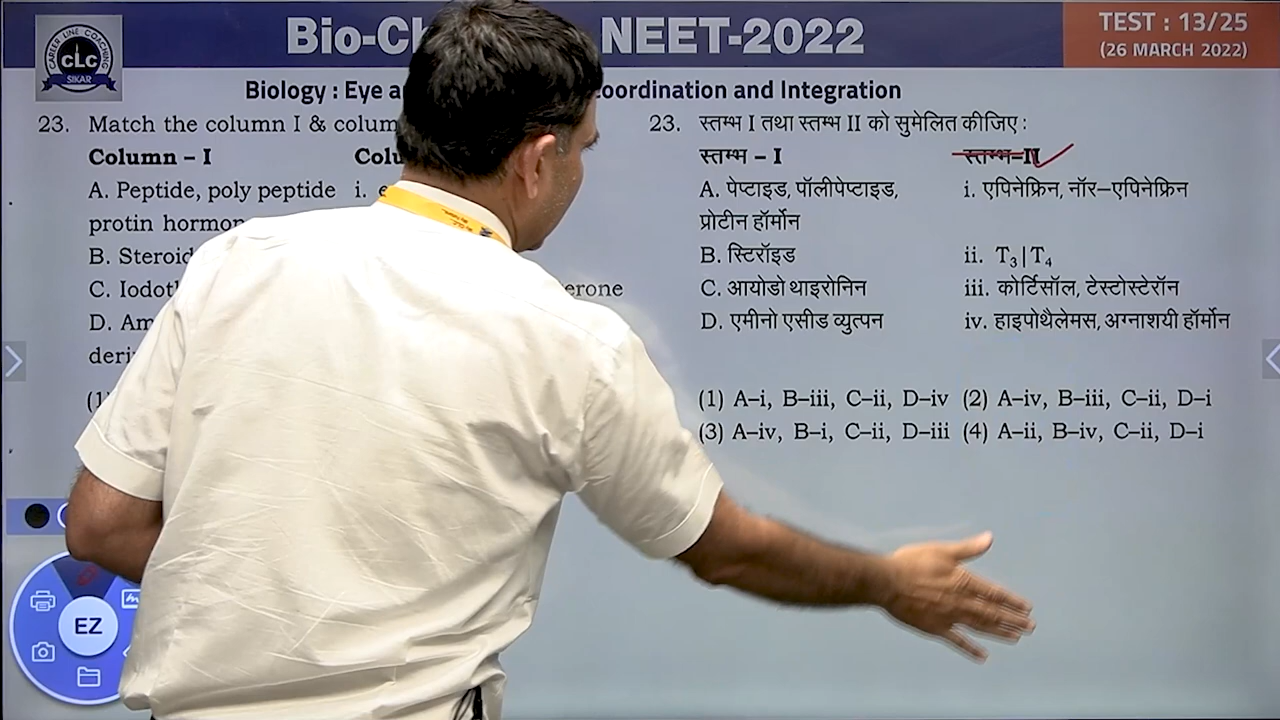 CAREER LINE COACHING
CLC
SIKAR
Bio-Ch NEET-2022
TEST : 13/25
(26 MARCH 2022)
Biology : Eye a oordination and Integration
23. Match the column I & colum
Column – I Colu
A. Peptide, poly peptide i. e
protin hormon
B. Steroid
C. Iodoth erone
D. Am
deri
(1)
23. स्तम्भ I तथा स्तम्भ II को सुमेलित कीजिए :
स्तम्भ – I स्तम्भ–II
A. पेप्टाइड, पॉलीपेप्टाइड, i. एपिनेफ्रिन, नॉर–एपिनेफ्रिन
प्रोटीन हॉर्मोन
B. स्टिरॉइड ii. T₃|T₄
C. आयोडो थाइरोनिन iii. कोर्टिसॉल, टेस्टोस्टेरॉन
D. एमीनो एसीड व्युत्पन iv. हाइपोथैलेमस, अग्नाशयी हॉर्मोन
(1) A–i, B–iii, C–ii, D–iv (2) A–iv, B–iii, C–ii, D–i
(3) A–iv, B–i, C–ii, D–iii (4) A–ii, B–iv, C–ii, D–i
EZ